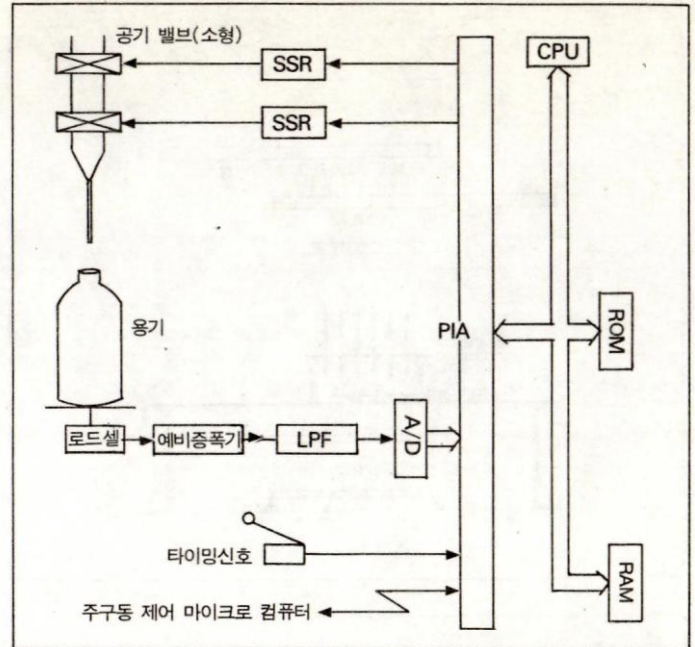 공기 밸브(소형)
SSR
CPU
SSR
용기
PIA
ROM
로드셀
예비증폭기
LPF
A/D
타이밍신호
RAM
주구동 제어 마이크로 컴퓨터